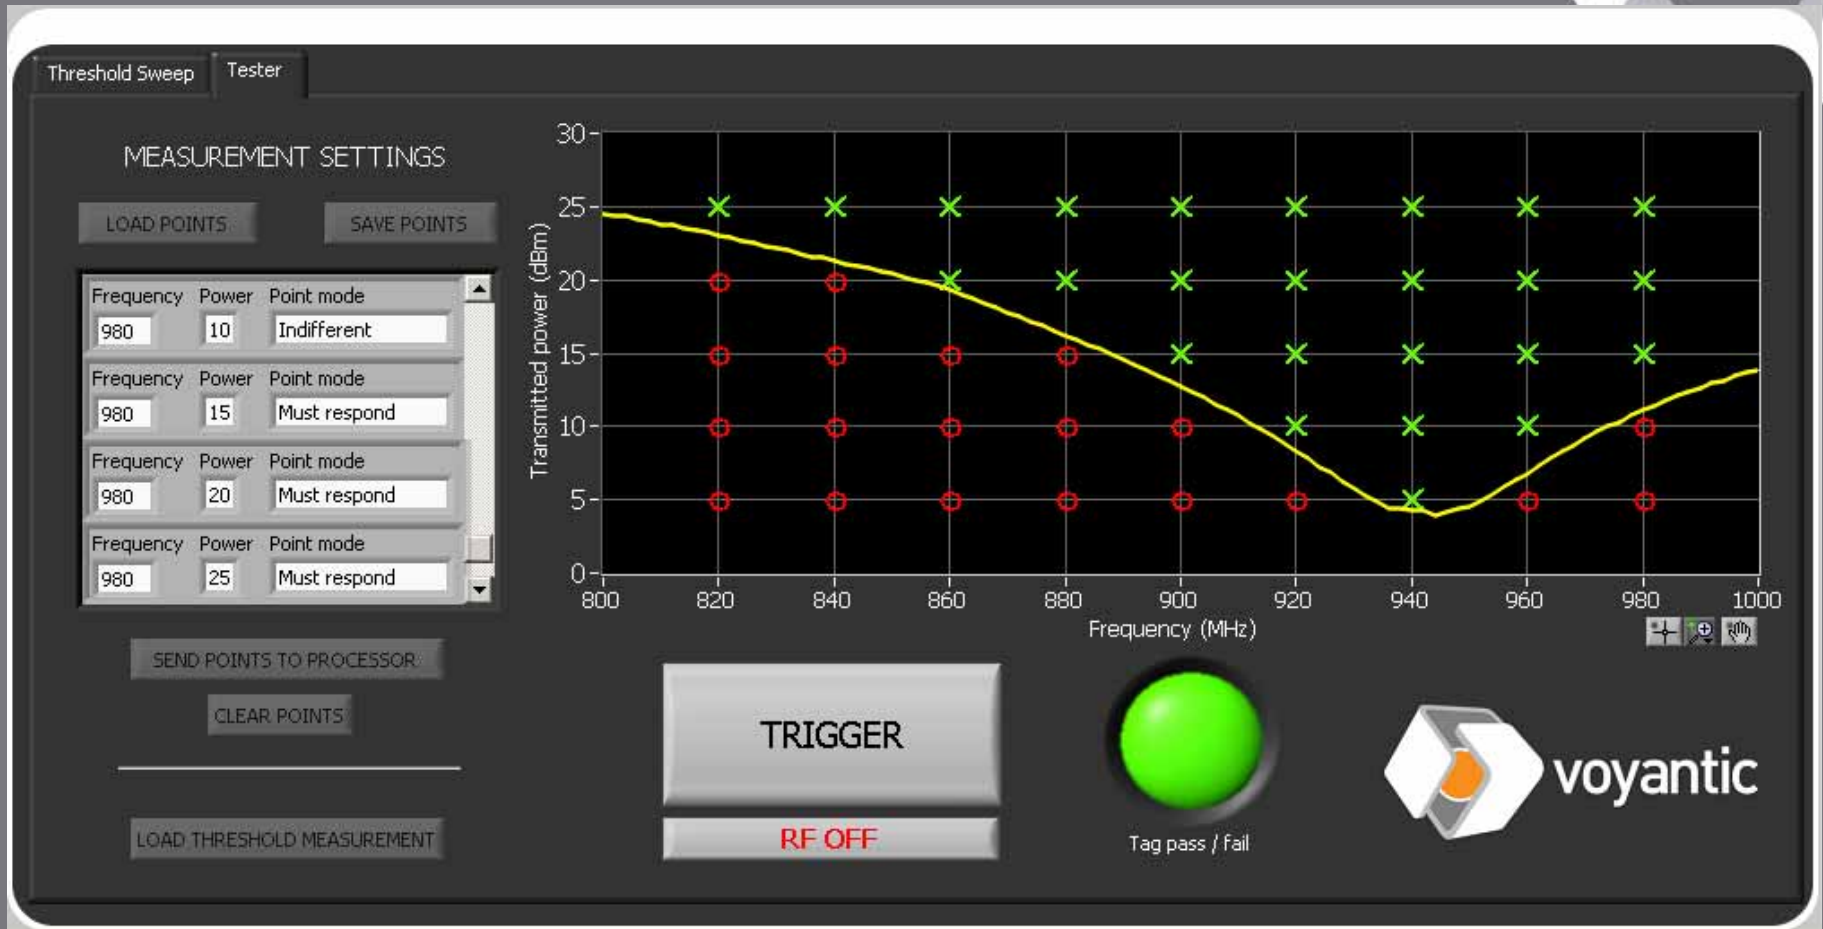 Threshold Sweep Tester
MEASUREMENT SETTINGS
LOAD POINTS SAVE POINTS
Frequency Power Point mode
980 10 Indifferent
Frequency Power Point mode
980 15 Must respond
Frequency Power Point mode
980 20 Must respond
Frequency Power Point mode
980 25 Must respond
SEND POINTS TO PROCESSOR
CLEAR POINTS
LOAD THRESHOLD MEASUREMENT
Transmitted power (dBm)
30
25
20
15
10
5
0
800 820 840 860 880 900 920 940 960 980 1000
Frequency (MHz)
TRIGGER
RF OFF
Tag pass / fail
voyantic